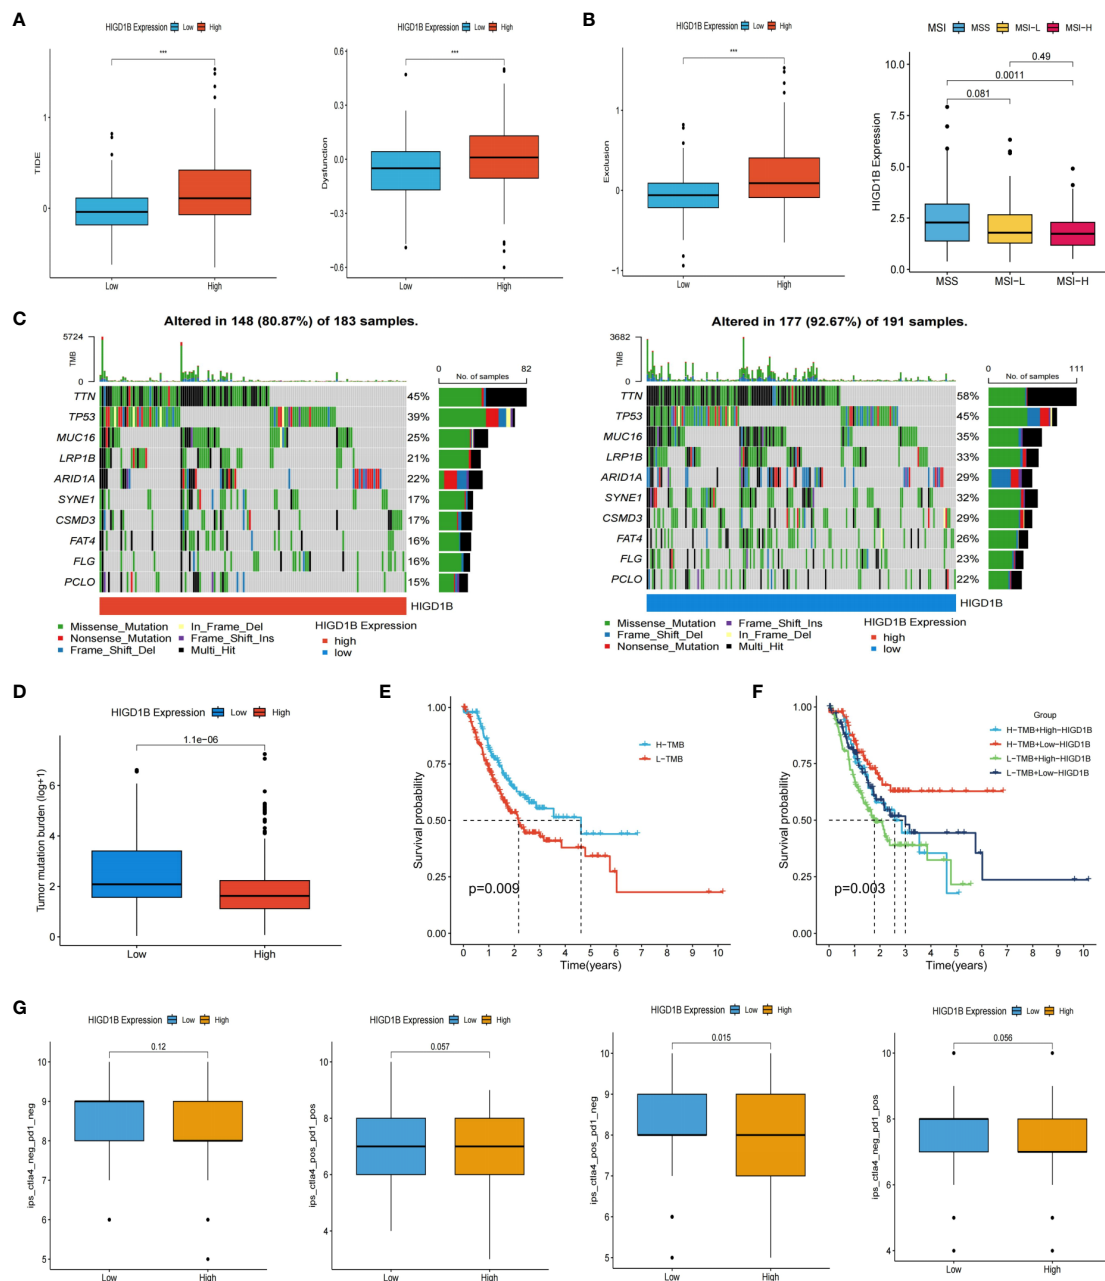 A
HIGD1B Expression Low High
***
TIDE
1
0
Low High
HIGD1B Expression Low High
***
Dysfunction
0.6
0.3
0.0
−0.3
−0.6
Low High
B
HIGD1B Expression Low High
***
Exclusion
1
0
−1
Low High
MSI MSS MSI−L MSI−H
0.49
0.0011
0.081
HIGD1B Expression
10.0
7.5
5.0
2.5
0.0
MSS MSI−L MSI−H
C
Altered in 148 (80.87%) of 183 samples.
5724
TMB
0
0 82
No. of samples
TTN 45%
TP53 39%
MUC16 25%
LRP1B 21%
ARID1A 22%
SYNE1 17%
CSMD3 17%
FAT4 16%
FLG 16%
PCLO 15%
HIGD1B
Missense_Mutation In_Frame_Del HIGD1B Expression
Nonsense_Mutation Frame_Shift_Ins high
Frame_Shift_Del Multi_Hit low
Altered in 177 (92.67%) of 191 samples.
3682
TMB
0
0 111
No. of samples
TTN 58%
TP53 45%
MUC16 35%
LRP1B 33%
ARID1A 29%
SYNE1 32%
CSMD3 29%
FAT4 26%
FLG 23%
PCLO 22%
HIGD1B
Missense_Mutation Frame_Shift_Ins HIGD1B Expression
Frame_Shift_Del In_Frame_Del high
Nonsense_Mutation Multi_Hit low
D
HIGD1B Expression Low High
1.1e−06
Tumor mutation burden (log+1)
6
4
2
0
Low High
E
Survival probability
1.00
0.75
0.50
0.25
0.00
H−TMB
L−TMB
p=0.009
0 1 2 3 4 5 6 7 8 9 10
Time(years)
F
Survival probability
1.00
0.75
0.50
0.25
0.00
Group
H−TMB+High−HIGD1B
H−TMB+Low−HIGD1B
L−TMB+High−HIGD1B
L−TMB+Low−HIGD1B
p=0.003
0 1 2 3 4 5 6 7 8 9 10
Time(years)
G
HIGD1B Expression Low High
0.12
ips_ctla4_neg_pd1_neg
10
9
8
7
6
5
Low High
HIGD1B Expression Low High
0.057
ips_ctla4_pos_pd1_pos
10
8
6
4
Low High
HIGD1B Expression Low High
0.015
ips_ctla4_pos_pd1_neg
10
9
8
7
6
5
Low High
HIGD1B Expression Low High
0.056
ips_ctla4_neg_pd1_pos
10
8
6
4
Low High